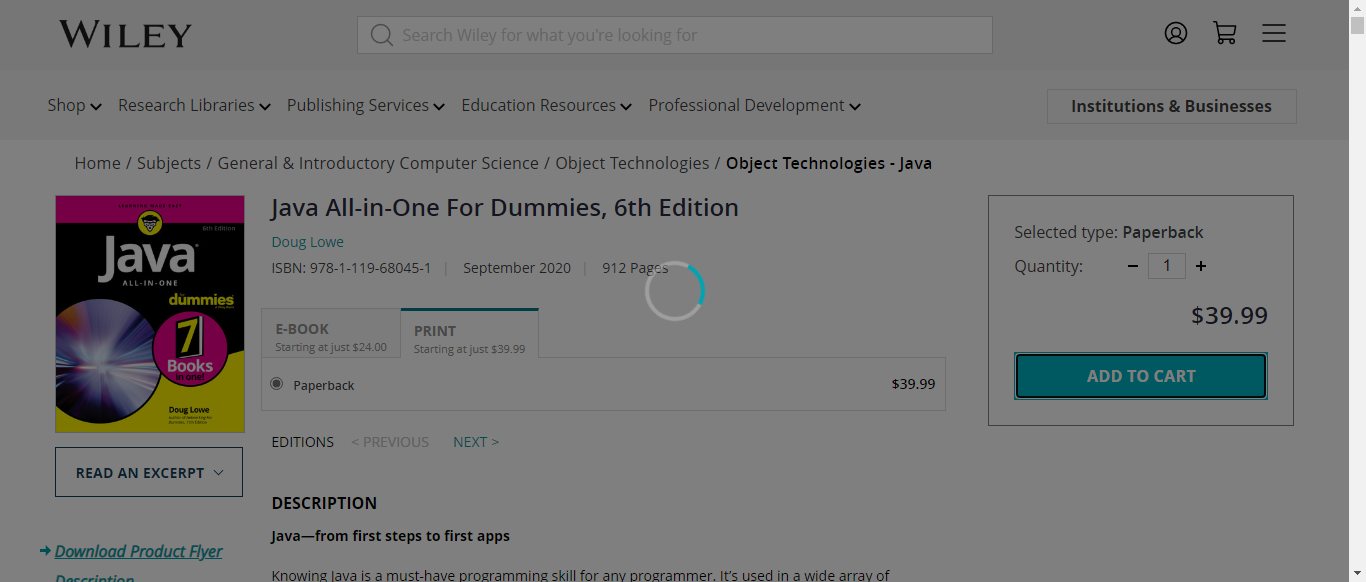 WILEY
Search Wiley for what you're looking for
Shop Research Libraries Publishing Services Education Resources Professional Development
Institutions & Businesses
Home / Subjects / General & Introductory Computer Science / Object Technologies / Object Technologies - Java
LEARNING MADE EASY
6th Edition
Java
ALL-IN-ONE
dummies
7
Books
in one!
Doug Lowe
READ AN EXCERPT
Download Product Flyer
Description
Java All-in-One For Dummies, 6th Edition
Doug Lowe
ISBN: 978-1-119-68045-1 | September 2020 | 912 Pages
E-BOOK
Starting at just $24.00
PRINT
Starting at just $39.99
Paperback $39.99
EDITIONS < PREVIOUS NEXT >
DESCRIPTION
Java—from first steps to first apps
Knowing Java is a must-have programming skill for any programmer. It's used in a wide array of
Selected type: Paperback
Quantity: − 1 +
$39.99
ADD TO CART